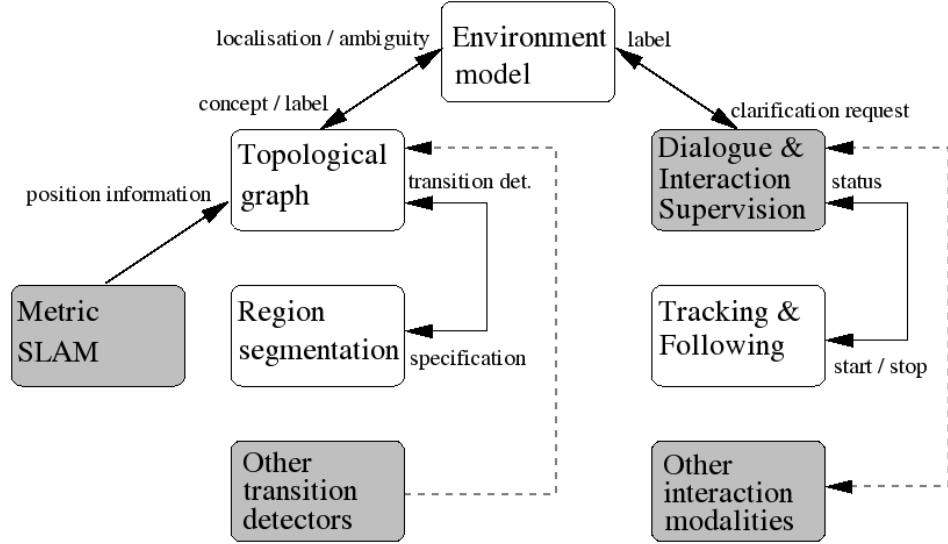 localisation / ambiguity
Environment
model
label
concept / label
clarification request
Topological
graph
transition det.
Dialogue &
Interaction
Supervision
status
position information
Metric
SLAM
Region
segmentation
specification
Tracking &
Following
start / stop
Other
transition
detectors
Other
interaction
modalities